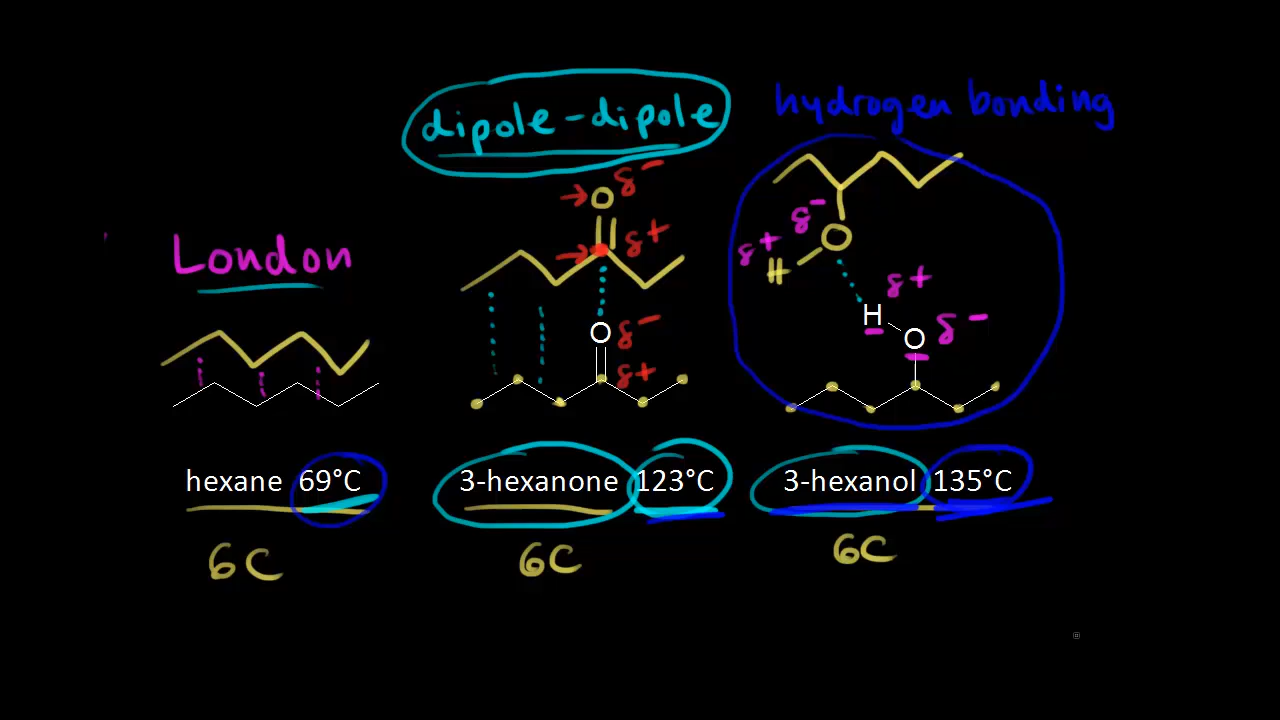 dipole-dipole
hydrogen bonding
London
O δ-
δ+
O δ-
δ+
δ- O
δ+ H
δ+
H
O δ-
hexane 69°C
3-hexanone 123°C
3-hexanol 135°C
6C
6C
6C